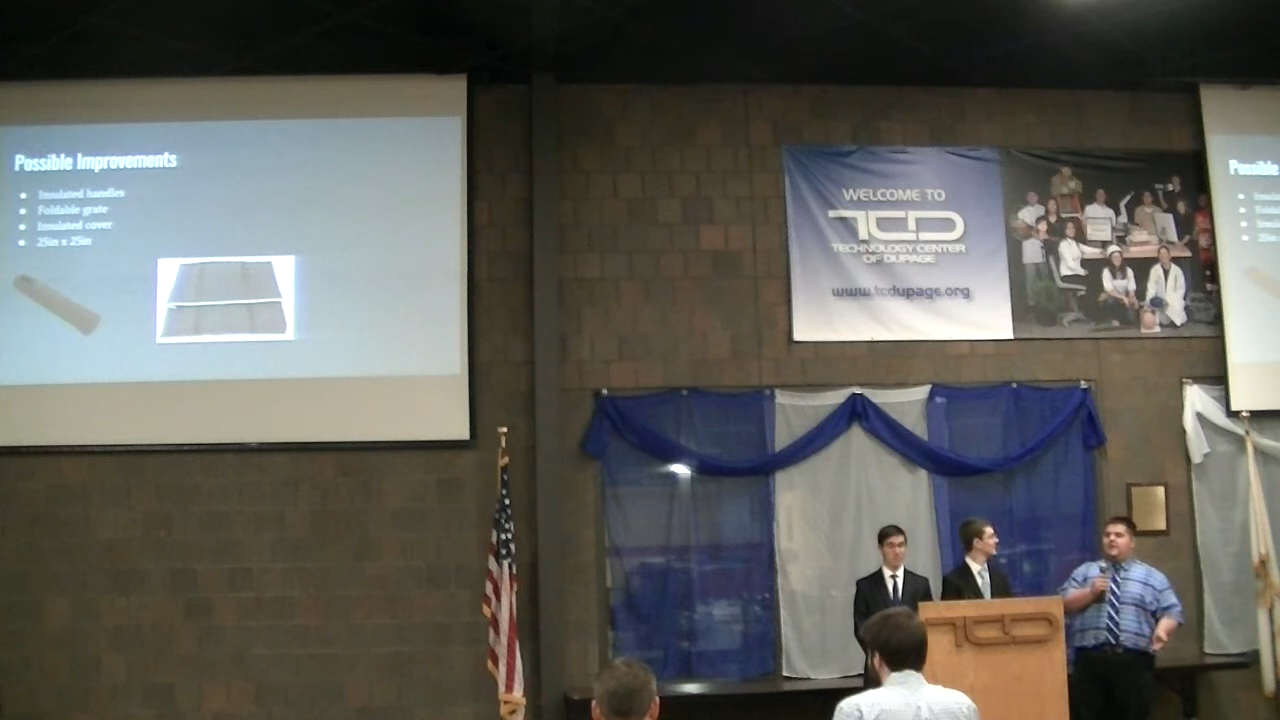 Possible Improvements
Insulated handles
Foldable grate
Insulated cover
25in x 25in
WELCOME TO
TCD
TECHNOLOGY CENTER
OF DUPAGE
www.tcdupage.org
Possible
TCD